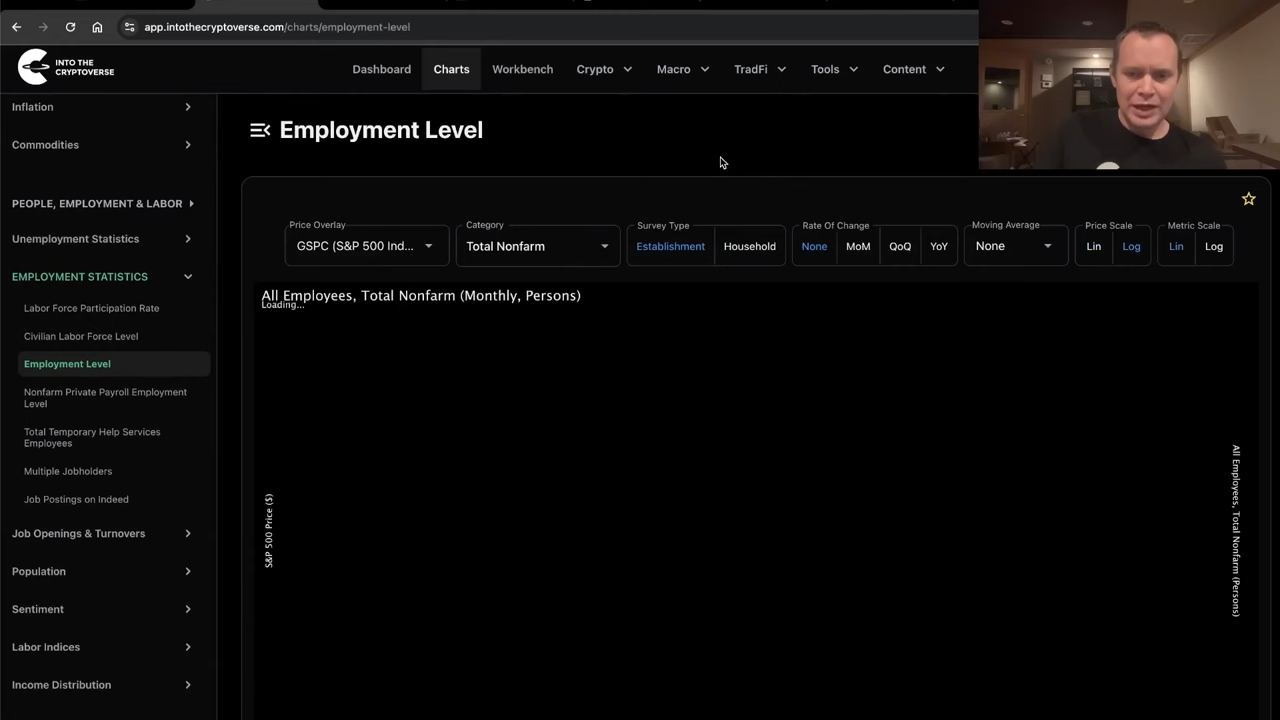 app.intothecryptoverse.com/charts/employment-level
INTO THE
CRYPTOVERSE
Dashboard
Charts
Workbench
Crypto
Macro
TradFi
Tools
Content
Inflation
Commodities
PEOPLE, EMPLOYMENT & LABOR
Unemployment Statistics
EMPLOYMENT STATISTICS
Labor Force Participation Rate
Civilian Labor Force Level
Employment Level
Nonfarm Private Payroll Employment
Level
Total Temporary Help Services
Employees
Multiple Jobholders
Job Postings on Indeed
Job Openings & Turnovers
Population
Sentiment
Labor Indices
Income Distribution
Employment Level
Price Overlay
GSPC (S&P 500 Ind...
Category
Total Nonfarm
Survey Type
Establishment
Household
Rate Of Change
None
MoM
QoQ
YoY
Moving Average
None
Price Scale
Lin
Log
Metric Scale
Lin
Log
All Employees, Total Nonfarm (Monthly, Persons)
Loading...
S&P 500 Price ($)
All Employees, Total Nonfarm (Persons)